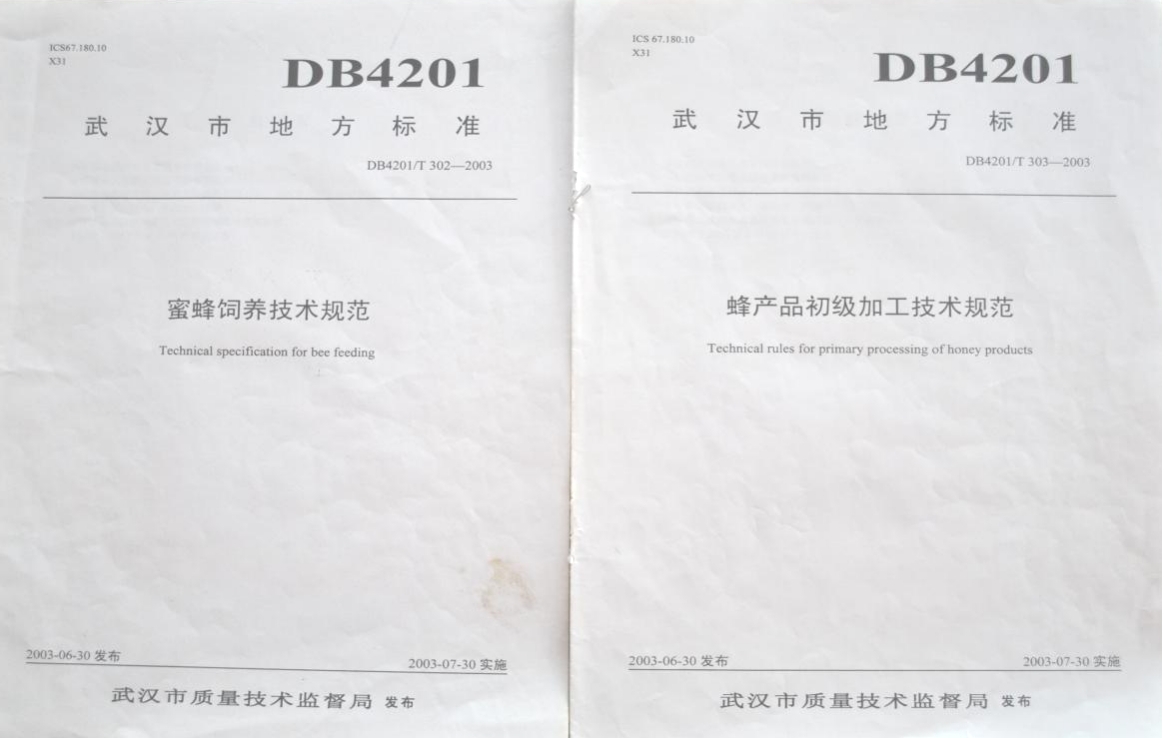 ICS67.180.10
X31
DB4201
武汉市地方标准
DB4201/T 302—2003
蜜蜂饲养技术规范
Technical specification for bee feeding
2003-06-30 发布
2003-07-30 实施
武汉市质量技术监督局 发布
ICS 67.180.10
X31
DB4201
武汉市地方标准
DB4201/T 303—2003
蜂产品初级加工技术规范
Technical rules for primary processing of honey products
2003-06-30 发布
2003-07-30 实施
武汉市质量技术监督局 发布